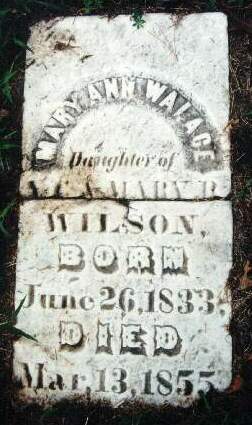 MARY ANN WALACE
Daughter of
& MARY
WILSON,
BORN
June 26, 1833,
DIED
Mar. 13, 1855